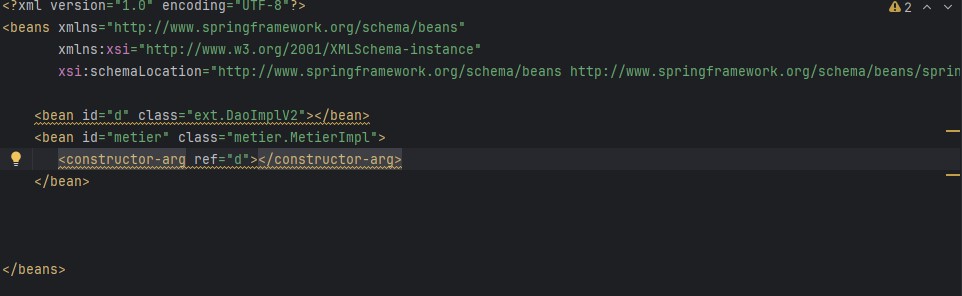 <?xml version="1.0" encoding="UTF-8"?>
2
<beans xmlns="http://www.springframework.org/schema/beans"
xmlns:xsi="http://www.w3.org/2001/XMLSchema-instance"
xsi:schemaLocation="http://www.springframework.org/schema/beans http://www.springframework.org/schema/beans/sprin
<bean id="d" class="ext.DaoImplV2"></bean>
<bean id="metier" class="metier.MetierImpl">
<constructor-arg ref="d"></constructor-arg>
</bean>
</beans>